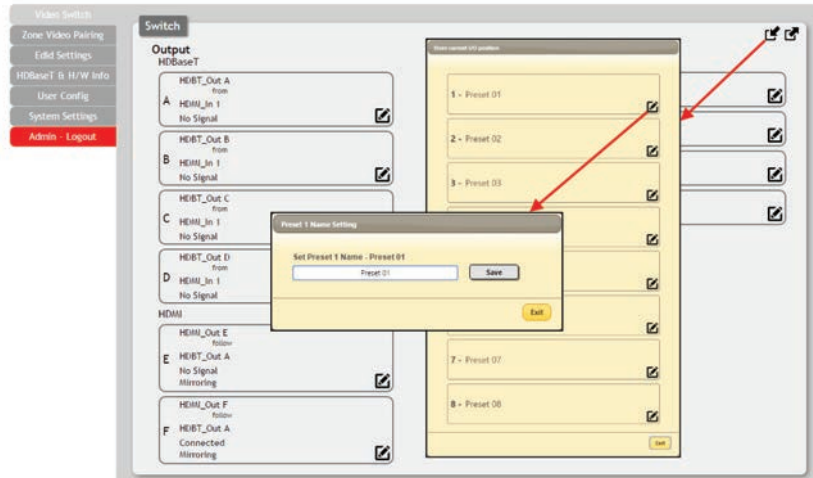 Video Switch
Zone Video Pairing
Edid Settings
HDBaseT & H/W Info
User Config
System Settings
Admin - Logout
Switch
Output
HDBaseT
A
HDBT_Out A
from
HDMI_In 1
No Signal
B
HDBT_Out B
from
HDMI_In 1
No Signal
C
HDBT_Out C
from
HDMI_In 1
No Signal
D
HDBT_Out D
from
HDMI_In 1
No Signal
HDMI
E
HDMI_Out E
follow
HDBT_Out A
No Signal
Mirroring
F
HDMI_Out F
follow
HDBT_Out A
Connected
Mirroring
Store current I/O position
1 - Preset 01
2 - Preset 02
3 - Preset 03
7 - Preset 07
8 - Preset 08
Exit
Preset 1 Name Setting
Set Preset 1 Name - Preset 01
Preset 01
Save
Exit